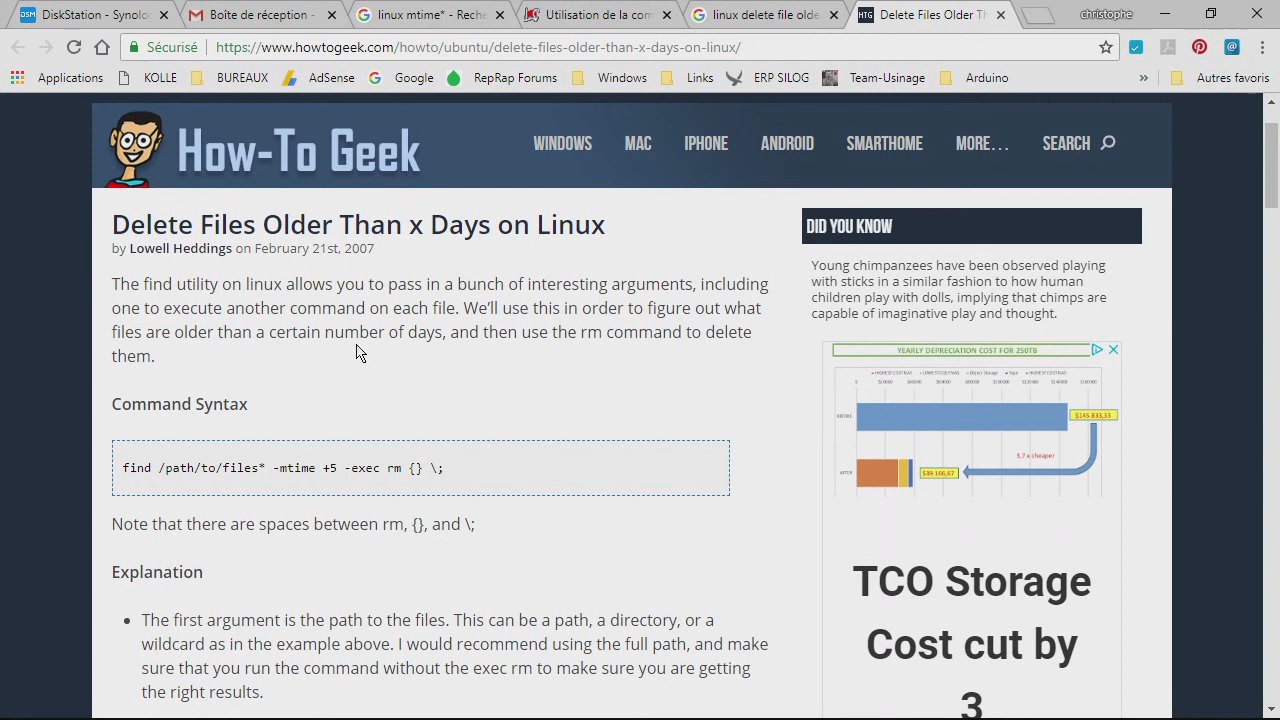 DiskStation - Synolo
Boîte de réception -
linux mtime* - Reche
Utilisation de la com
linux delete file olde
Delete Files Older Th
christophe
Sécurisé
https://www.howtogeek.com/howto/ubuntu/delete-files-older-than-x-days-on-linux/
Applications
KOLLE
BUREAUX
AdSense
Google
RepRap Forums
Windows
Links
ERP SILOG
Team-Usinage
Arduino
»
Autres favoris
How-To Geek
WINDOWS
MAC
IPHONE
ANDROID
SMARTHOME
MORE...
SEARCH
Delete Files Older Than x Days on Linux
by Lowell Heddings on February 21st, 2007
The find utility on linux allows you to pass in a bunch of interesting arguments, including
one to execute another command on each file. We’ll use this in order to figure out what
files are older than a certain number of days, and then use the rm command to delete
them.
Command Syntax
find /path/to/files* -mtime +5 -exec rm {} \;
Note that there are spaces between rm, {}, and \;
Explanation
• The first argument is the path to the files. This can be a path, a directory, or a
wildcard as in the example above. I would recommend using the full path, and make
sure that you run the command without the exec rm to make sure you are getting
the right results.
DID YOU KNOW
Young chimpanzees have been observed playing
with sticks in a similar fashion to how human
children play with dolls, implying that chimps are
capable of imaginative play and thought.
YEARLY DEPRECIATION COST FOR 250TB
BEFORE
$145.833,33
3,7 x cheaper
AFTER
$39.166,67
TCO Storage
Cost cut by
3